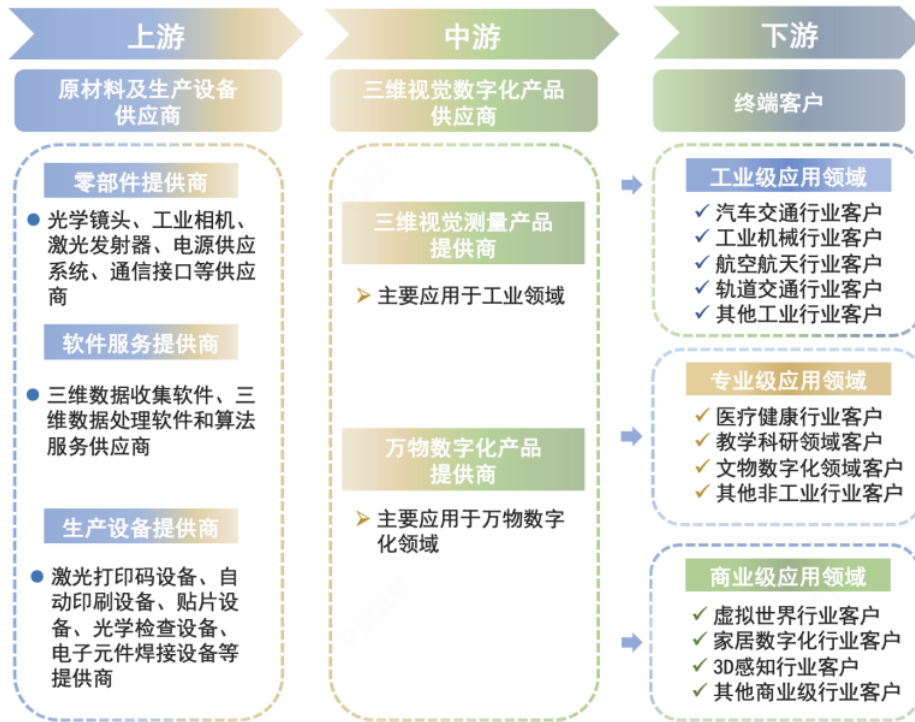 上游
原材料及生产设备
供应商
零部件提供商
光学镜头、工业相机、
激光发射器、电源供应
系统、通信接口等供应
商
软件服务提供商
三维数据收集软件、三
维数据处理软件和算法
服务供应商
生产设备提供商
激光打印码设备、自
动印刷设备、贴片设
备、光学检查设备、
电子元件焊接设备等
提供商
中游
三维视觉数字化产品
供应商
三维视觉测量产品
提供商
主要应用于工业领域
万物数字化产品
提供商
主要应用于万物数字
化领域
下游
终端客户
工业级应用领域
汽车交通行业客户
工业机械行业客户
航空航天行业客户
轨道交通行业客户
其他工业行业客户
专业级应用领域
医疗健康行业客户
教学科研领域客户
文物数字化领域客户
其他非工业行业客户
商业级应用领域
虚拟世界行业客户
家居数字化行业客户
3D感知行业客户
其他商业级行业客户